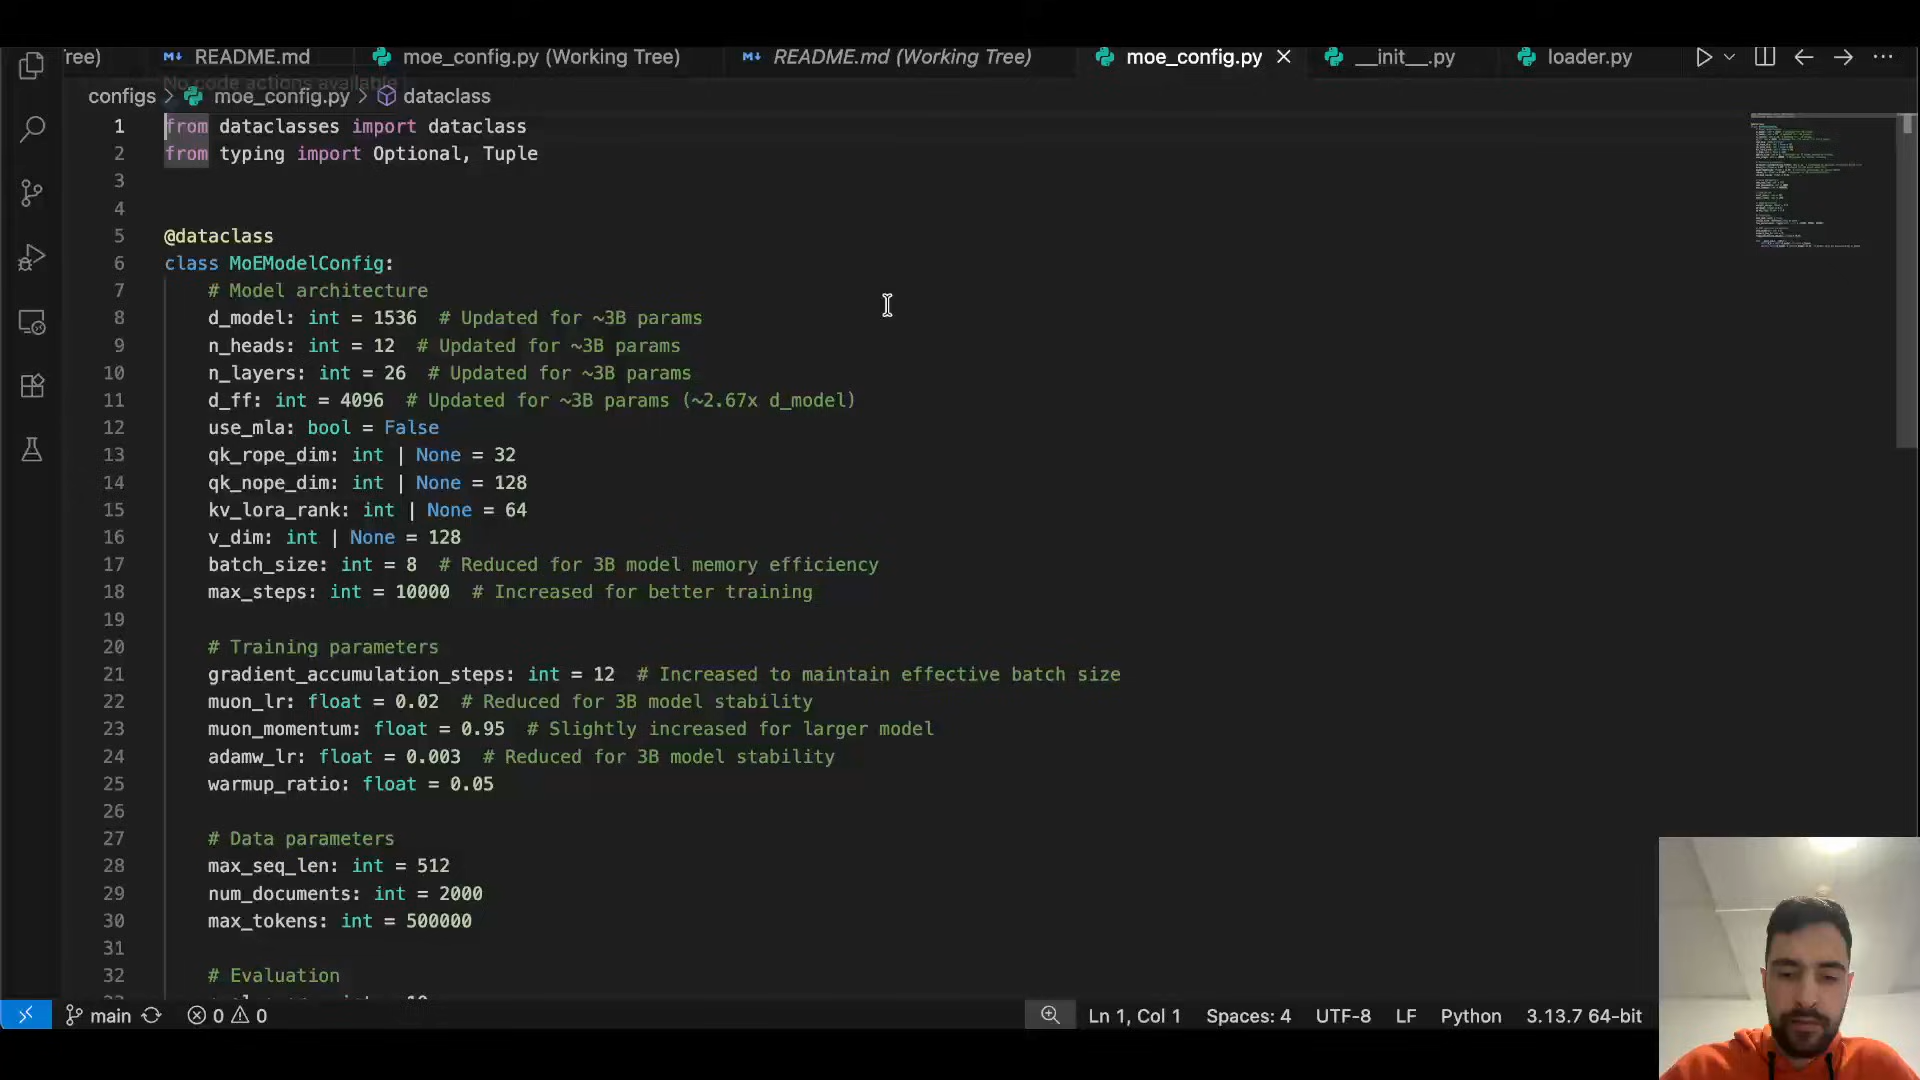 ree)
README.md
moe_config.py (Working Tree)
README.md (Working Tree)
moe_config.py
__init__.py
loader.py
No code actions available
configs > moe_config.py > dataclass
1 from dataclasses import dataclass
2 from typing import Optional, Tuple
3
4
5 @dataclass
6 class MoEModelConfig:
7 # Model architecture
8 d_model: int = 1536 # Updated for ~3B params
9 n_heads: int = 12 # Updated for ~3B params
10 n_layers: int = 26 # Updated for ~3B params
11 d_ff: int = 4096 # Updated for ~3B params (~2.67x d_model)
12 use_mla: bool = False
13 qk_rope_dim: int | None = 32
14 qk_nope_dim: int | None = 128
15 kv_lora_rank: int | None = 64
16 v_dim: int | None = 128
17 batch_size: int = 8 # Reduced for 3B model memory efficiency
18 max_steps: int = 10000 # Increased for better training
19
20 # Training parameters
21 gradient_accumulation_steps: int = 12 # Increased to maintain effective batch size
22 muon_lr: float = 0.02 # Reduced for 3B model stability
23 muon_momentum: float = 0.95 # Slightly increased for larger model
24 adamw_lr: float = 0.003 # Reduced for 3B model stability
25 warmup_ratio: float = 0.05
26
27 # Data parameters
28 max_seq_len: int = 512
29 num_documents: int = 2000
30 max_tokens: int = 500000
31
32 # Evaluation
main 0 0 Ln 1, Col 1 Spaces: 4 UTF-8 LF Python 3.13.7 64-bit